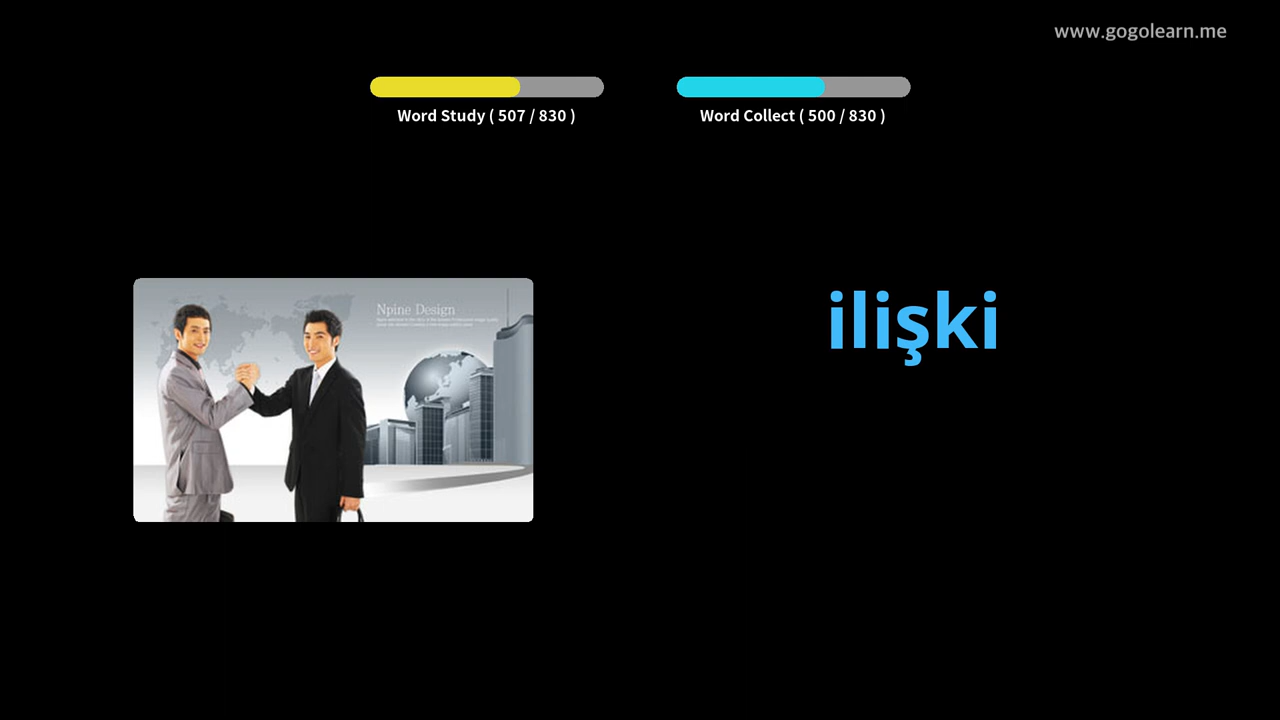 www.gogolearn.me
Word Study ( 507 / 830 )
Word Collect ( 500 / 830 )
Npine Design
ilişki